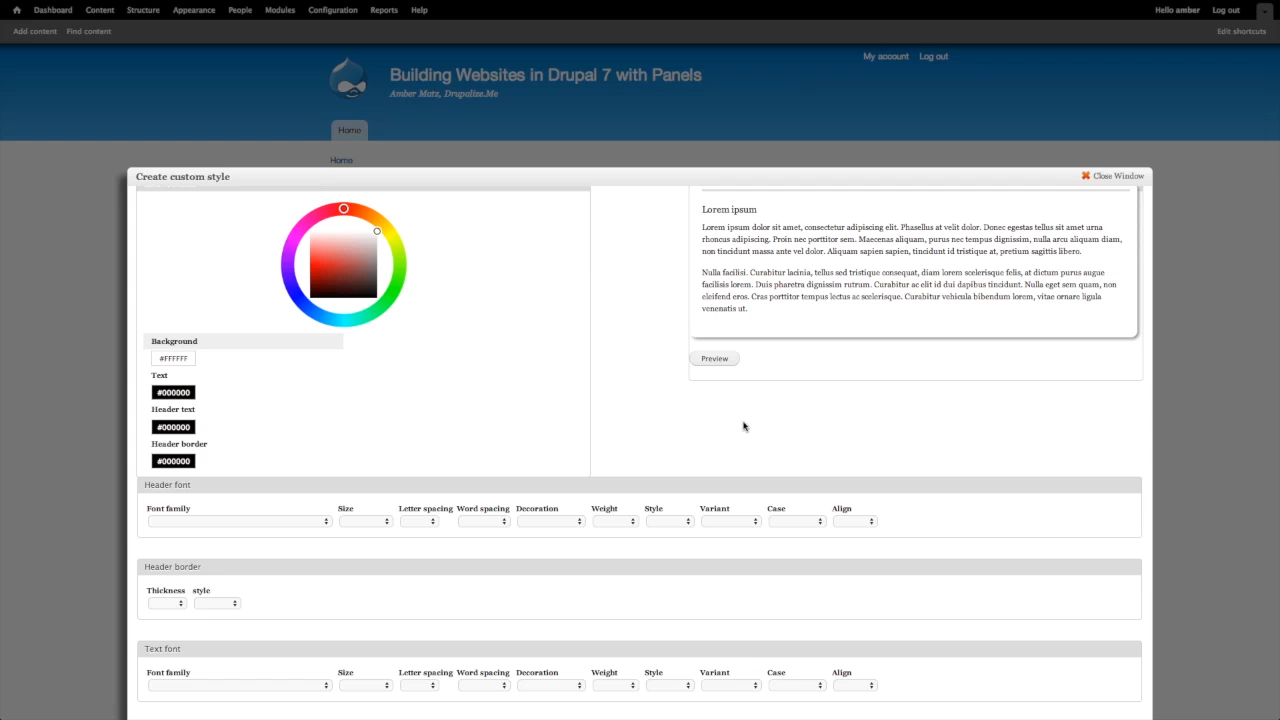 Dashboard Content Structure Appearance People Modules Configuration Reports Help Hello amber Log out
Add content Find content Edit shortcuts
My account Log out
Building Websites in Drupal 7 with Panels
Amber Matz, Drupalize.Me
Home
Home
Create custom style Close Window
Lorem ipsum
Lorem ipsum dolor sit amet, consectetur adipiscing elit. Phasellus at velit dolor. Donec egestas tellus sit amet urna
rhoncus adipiscing. Proin nec porttitor sem. Maecenas aliquam, purus nec tempus dignissim, nulla arcu aliquam diam,
non tincidunt massa ante vel dolor. Aliquam sapien sapien, tincidunt id tristique at, pretium sagittis libero.
Nulla facilisi. Curabitur lacinia, tellus sed tristique consequat, diam lorem scelerisque felis, at dictum purus augue
facilisis lorem. Duis pharetra dignissim rutrum. Curabitur ac elit id dui dapibus tincidunt. Nulla eget sem quam, non
eleifend eros. Cras porttitor tempus lectus ac scelerisque. Curabitur vehicula bibendum lorem, vitae ornare ligula
venenatis ut.
Preview
Background
#FFFFFF
Text
#000000
Header text
#000000
Header border
#000000
Header font
Font family Size Letter spacing Word spacing Decoration Weight Style Variant Case Align
Header border
Thickness style
Text font
Font family Size Letter spacing Word spacing Decoration Weight Style Variant Case Align